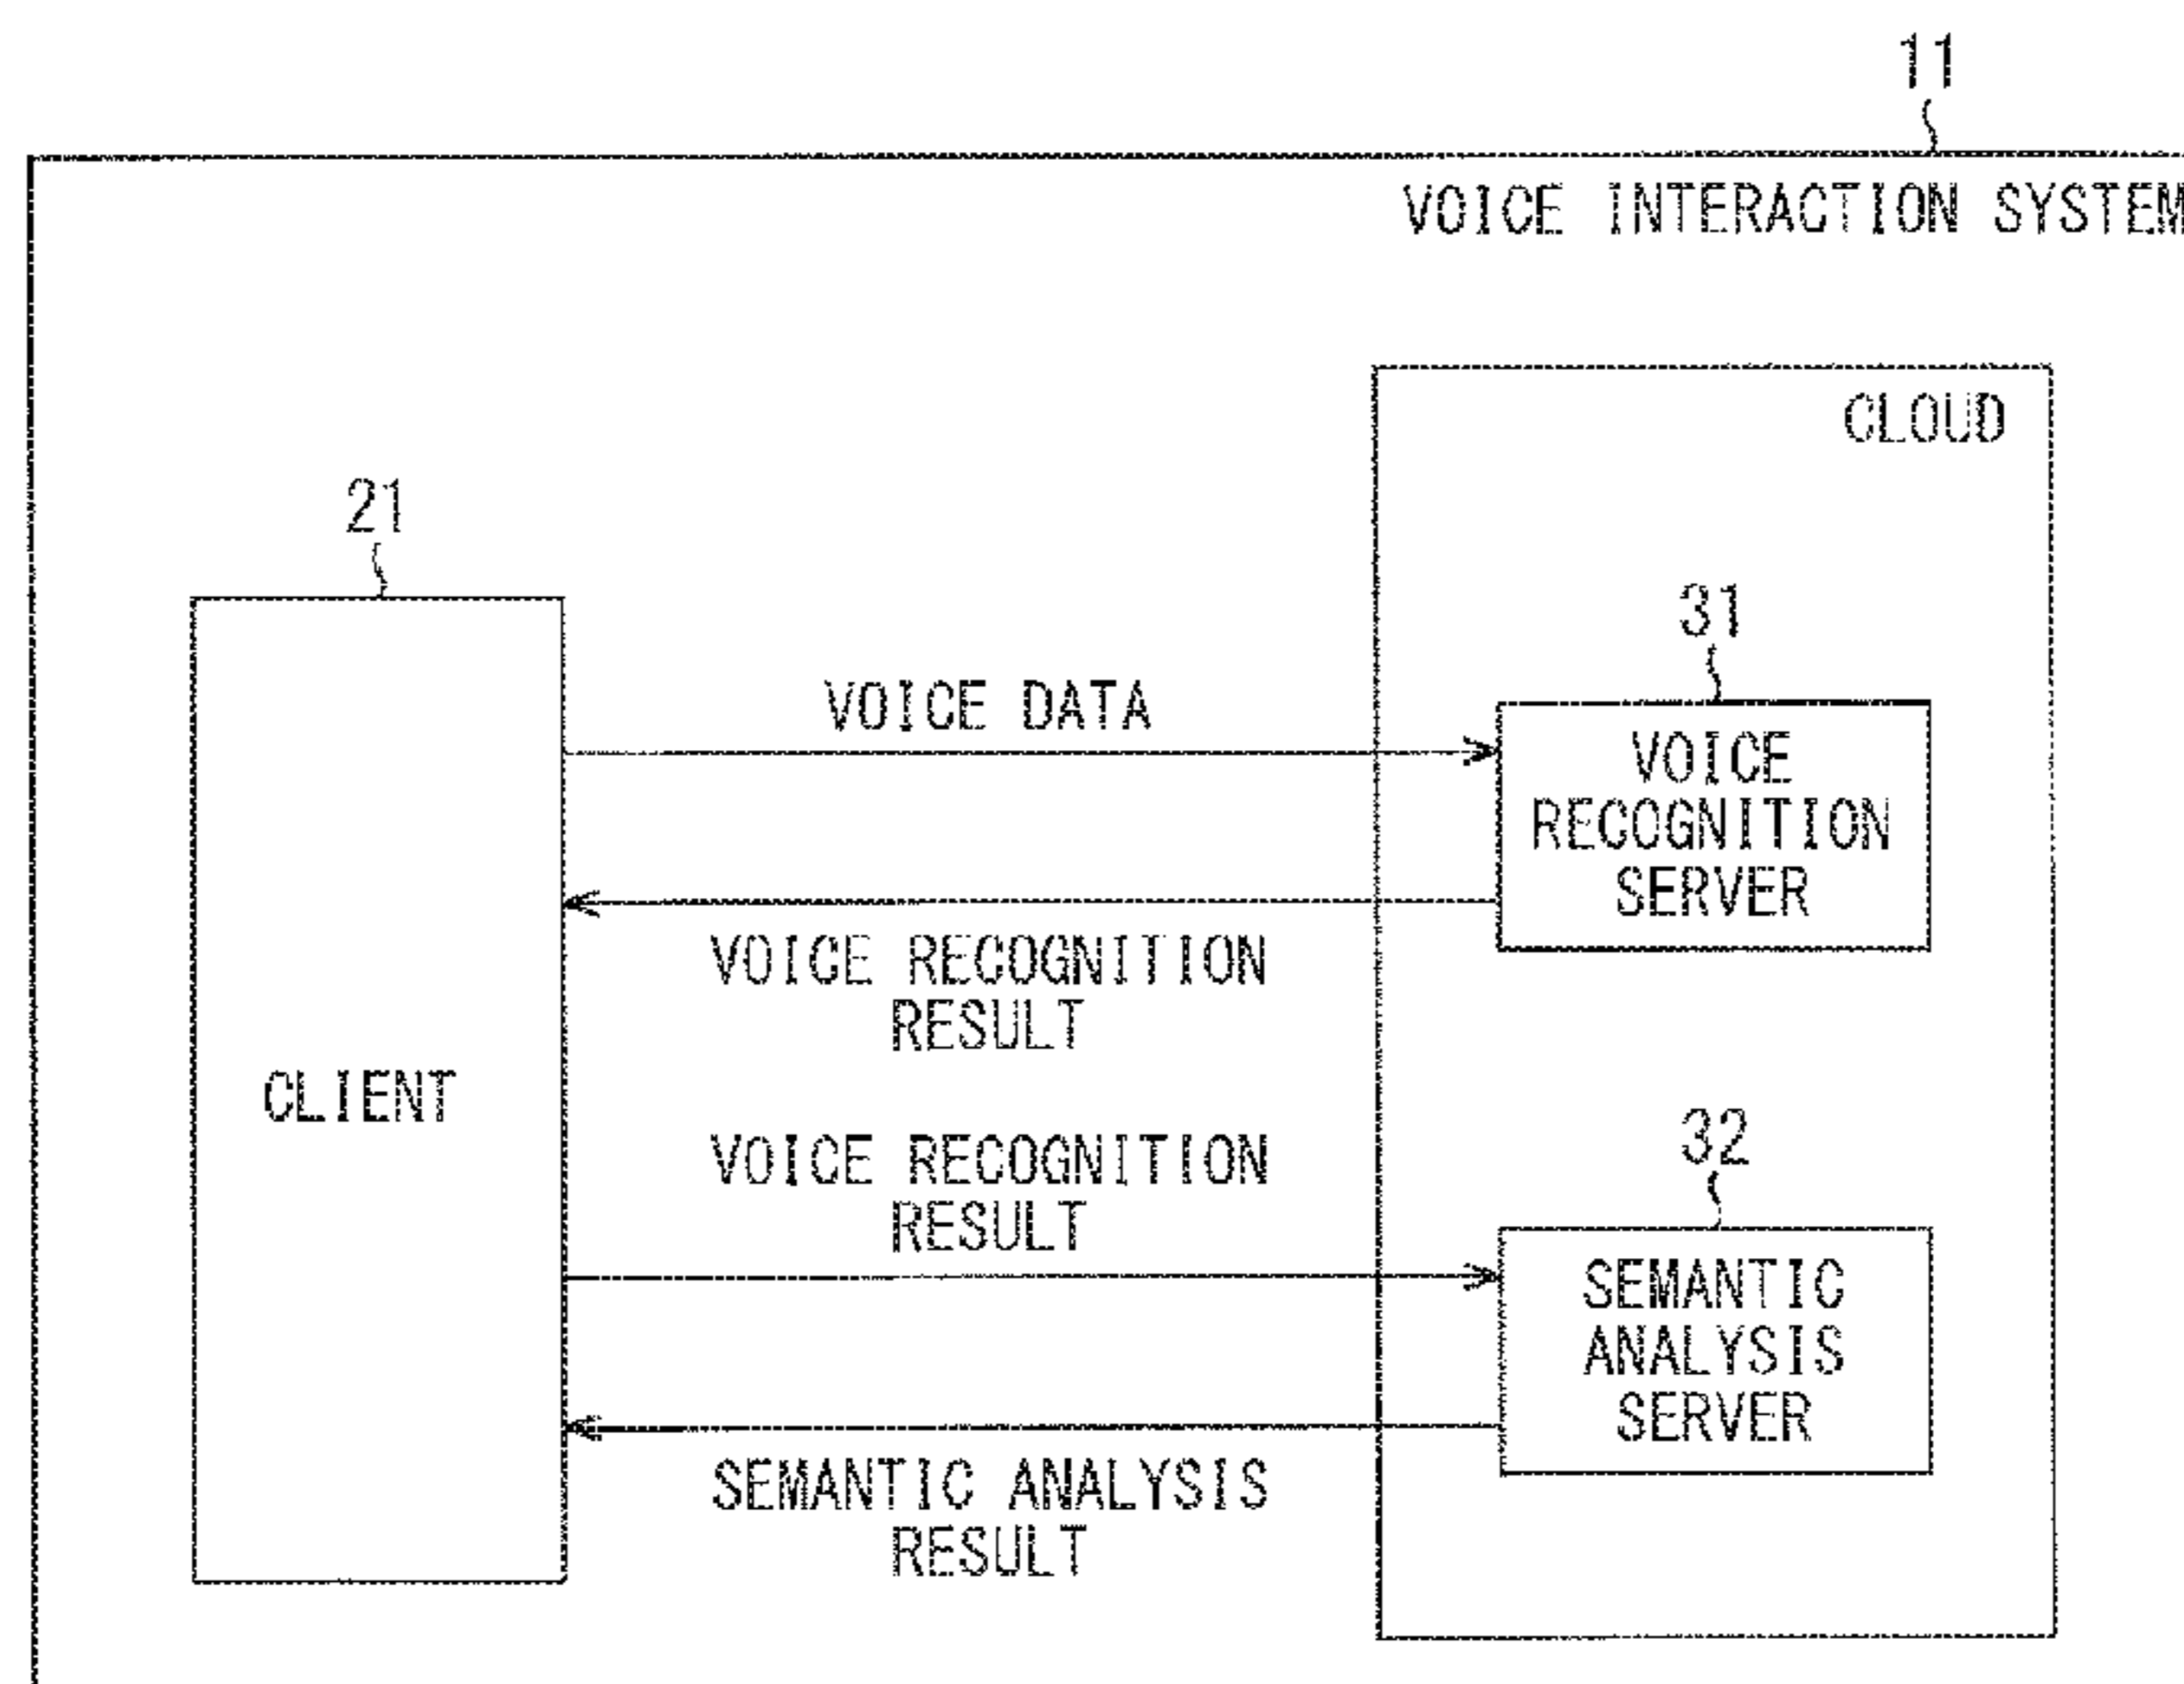 11
VOICE INTERACTION SYSTEM
CLOUD
21
31
VOICE DATA
VOICE
RECOGNITION
SERVER
VOICE RECOGNITION
RESULT
CLIENT
VOICE RECOGNITION
RESULT
32
SEMANTIC
ANALYSIS
SERVER
SEMANTIC ANALYSIS
RESULT